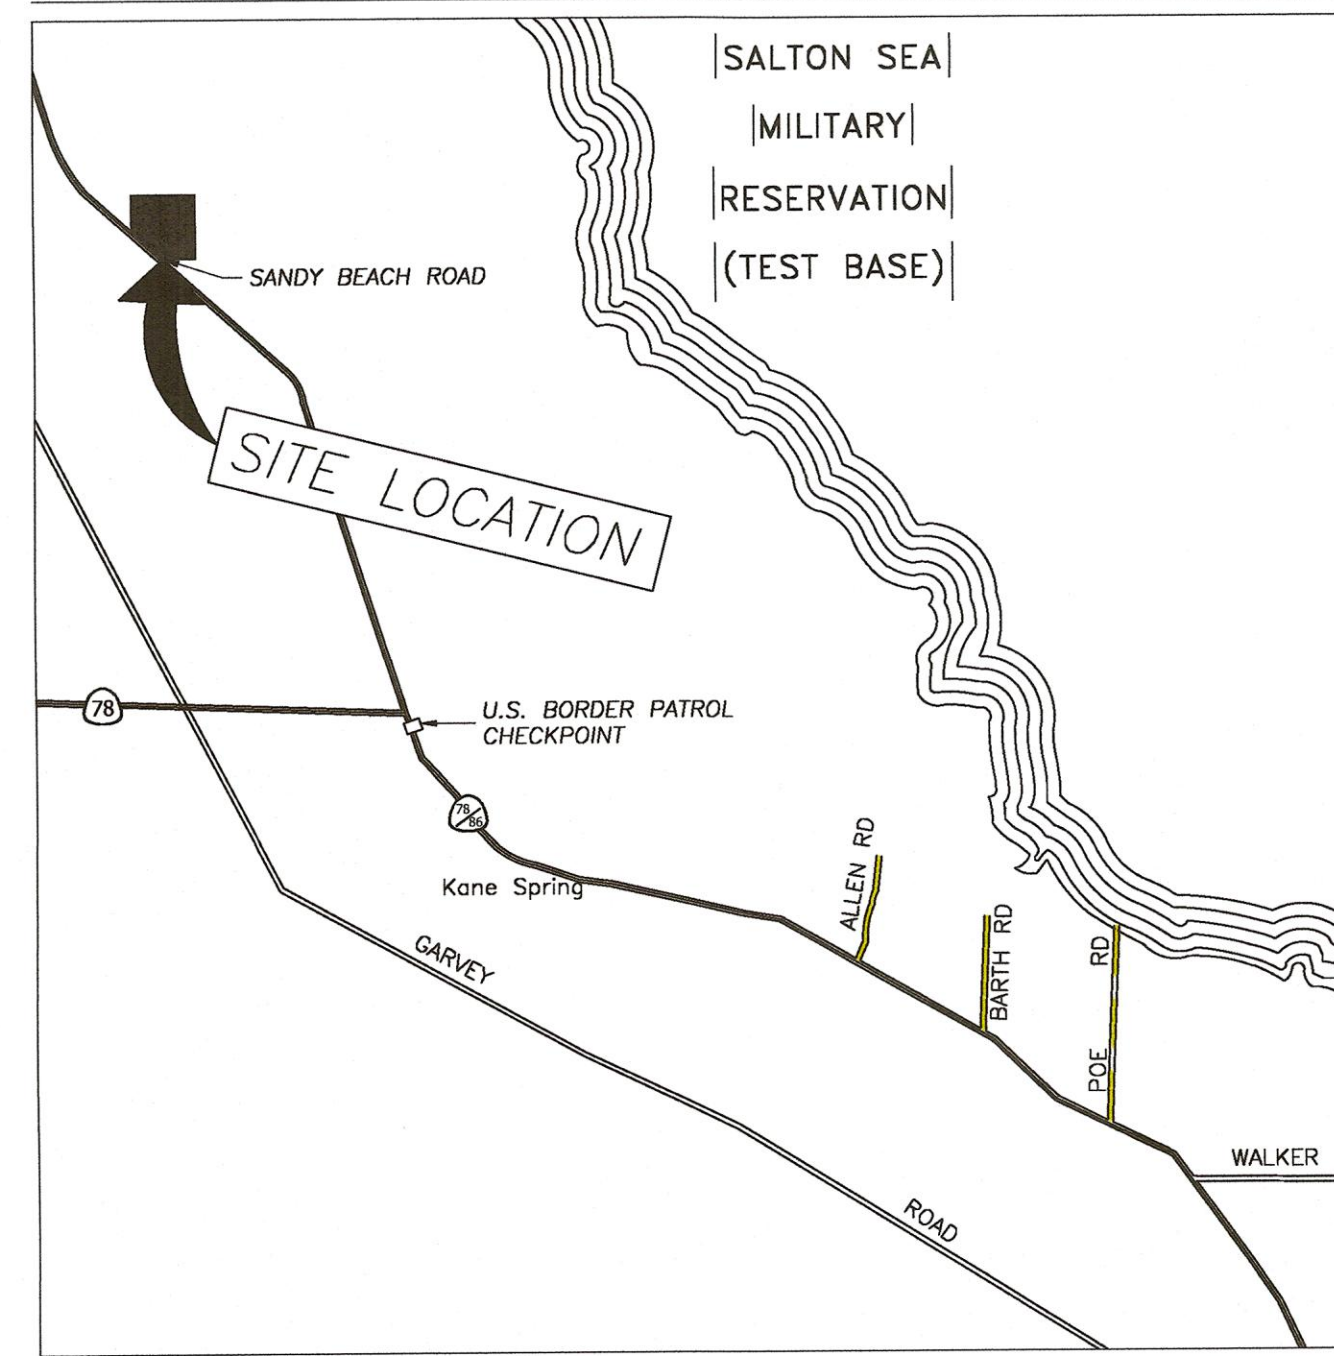 SALTON SEA
MILITARY
RESERVATION
(TEST BASE)
SANDY BEACH ROAD
SITE LOCATION
78
U.S. BORDER PATROL
CHECKPOINT
78/86
Kane Spring
ALLEN RD
BARTH RD
POE RD
GARVEY ROAD
WALKER